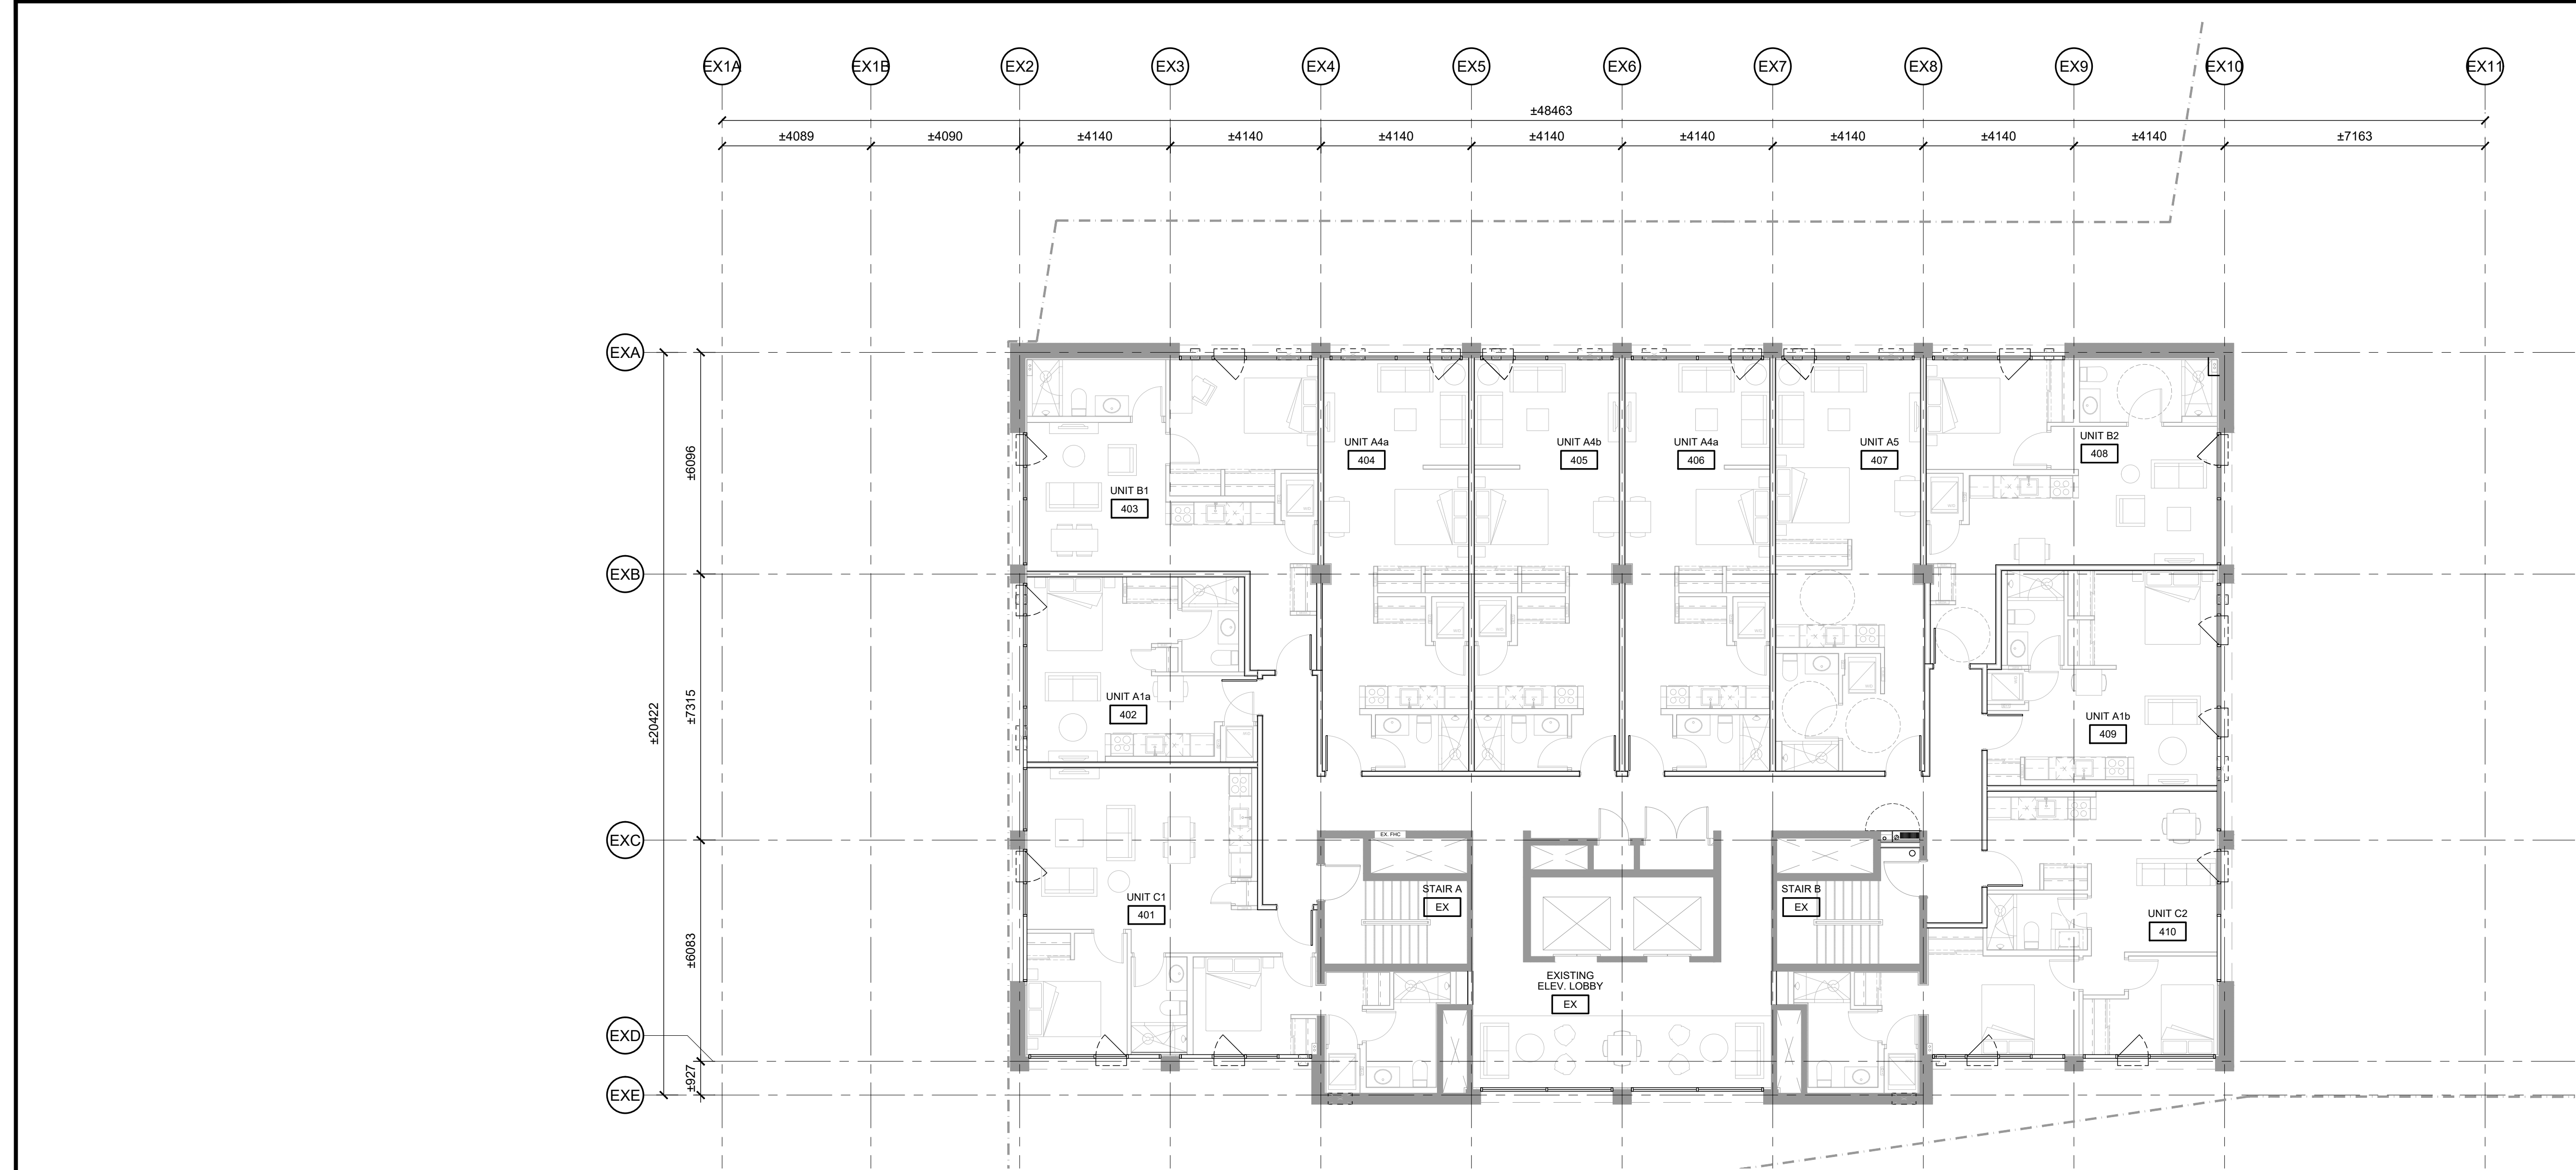 EX1A EX1B EX2 EX3 EX4 EX5 EX6 EX7 EX8 EX9 EX10 EX11
±48463
±4089 ±4090 ±4140 ±4140 ±4140 ±4140 ±4140 ±4140 ±4140 ±4140 ±7163
EXA
EXB
EXC
EXD
EXE
±20422
±6096
±7315
±6083
±927
UNIT A4a
404
UNIT A4b
405
UNIT A4a
406
UNIT A5
407
UNIT B2
408
UNIT B1
403
UNIT A1a
402
UNIT A1b
409
EX. FHC
UNIT C1
401
STAIR A
EX
STAIR B
EX
UNIT C2
410
EXISTING
ELEV. LOBBY
EX